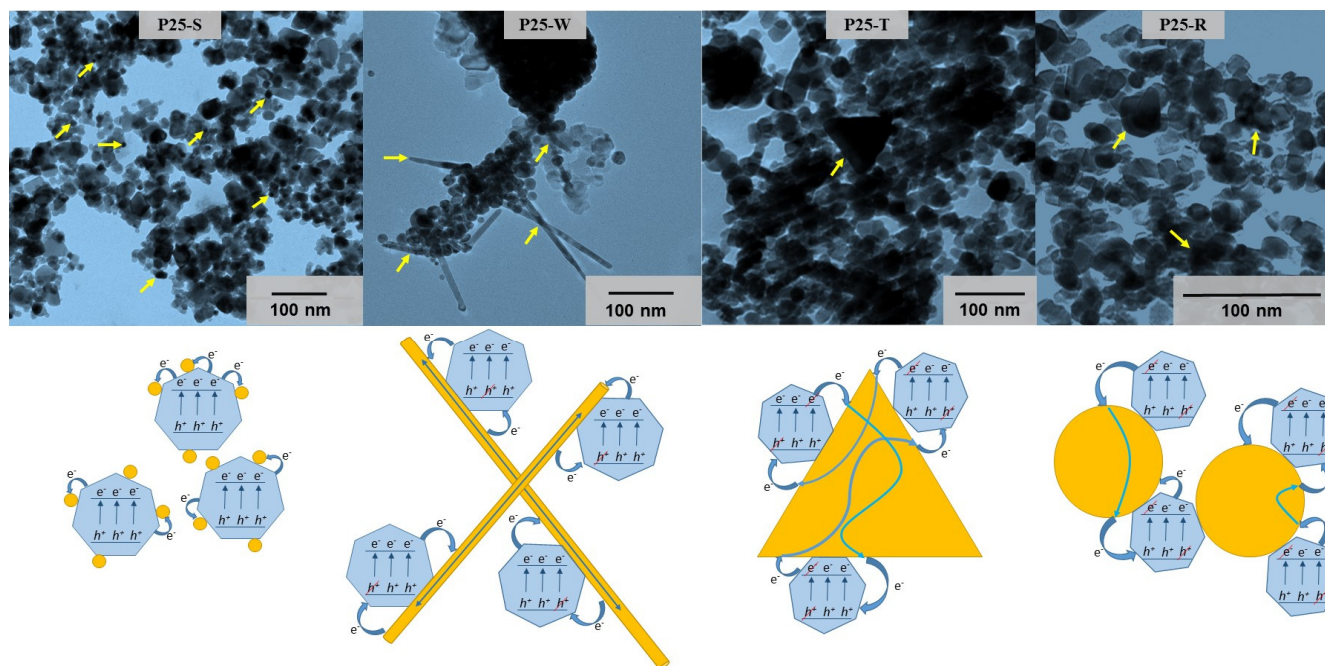 P25-S
P25-W
P25-T
P25-R
100 nm
100 nm
100 nm
100 nm
e-
e-
e-
e- e- e-
h+ h+ h+
e-
e-
e- e- e-
h+ h+ h+
e-
e-
e-
e- e- e-
h+ h+ h+
e-
e- e- e-
h+ h+ h+
e-
e-
e- e- e-
h+ h+ h+
e-
e-
e- e- e-
h+ h+ h+
e-
e-
e- e- e-
h+ h+ h+
e-
e-
e- e- e-
h+ h+ h+
e-
e-
e- e- e-
h+ h+ h+
e-
e-
e- e- e-
h+ h+ h+
e-
e-
e- e- e-
h+ h+ h+
e-
e-
e- e- e-
h+ h+
e-
e-
e- e- e-
h+ h+ h+
e-
e-
e- e- e-
h+ h+ h+